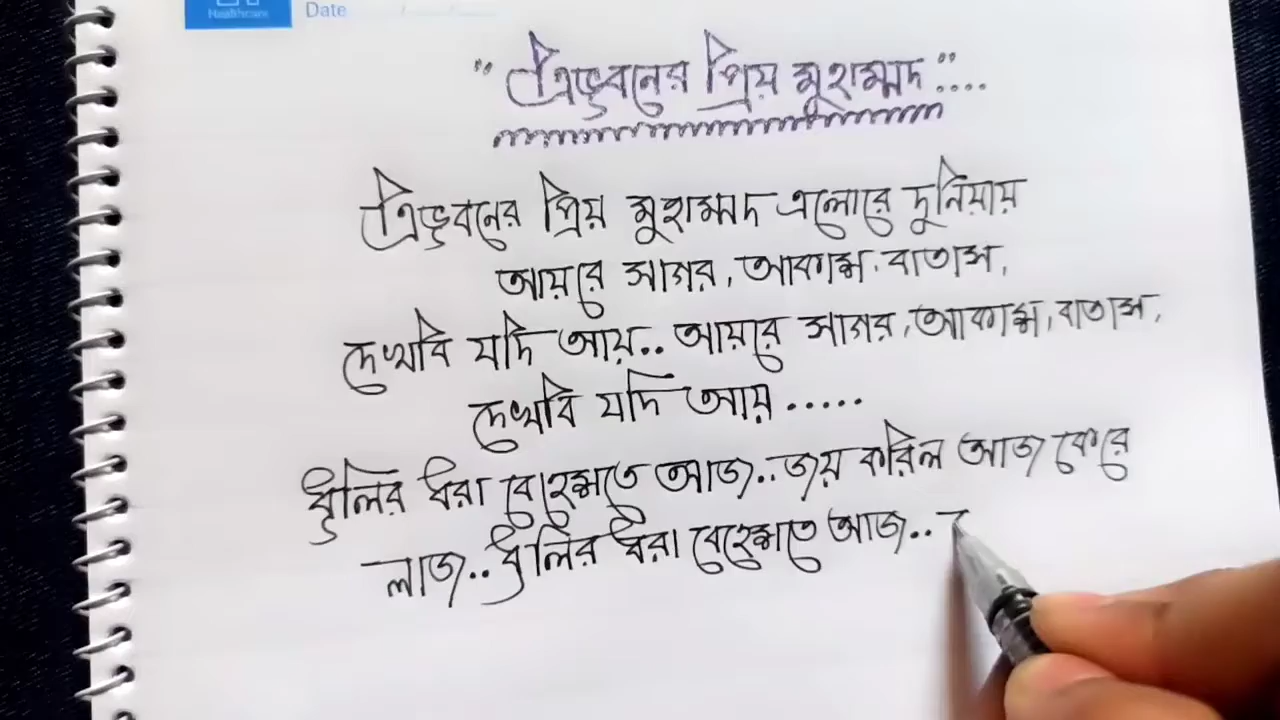 Healthcare
Date
"ত্রিভুবনের প্রিয় মুহাম্মদ"....
ত্রিভুবনের প্রিয় মুহাম্মদ এলোরে দুনিয়ায়
আয়রে সাগর, আকাশ, বাতাস,
দেখবি যদি আয়.. আয়রে সাগর, আকাশ, বাতাস,
দেখবি যদি আয়.....
ধুলির ধরা বেহেশতে আজ..জয় করিল আজ কেরে
লাজ..ধুলির ধরা বেহেশতে আজ..